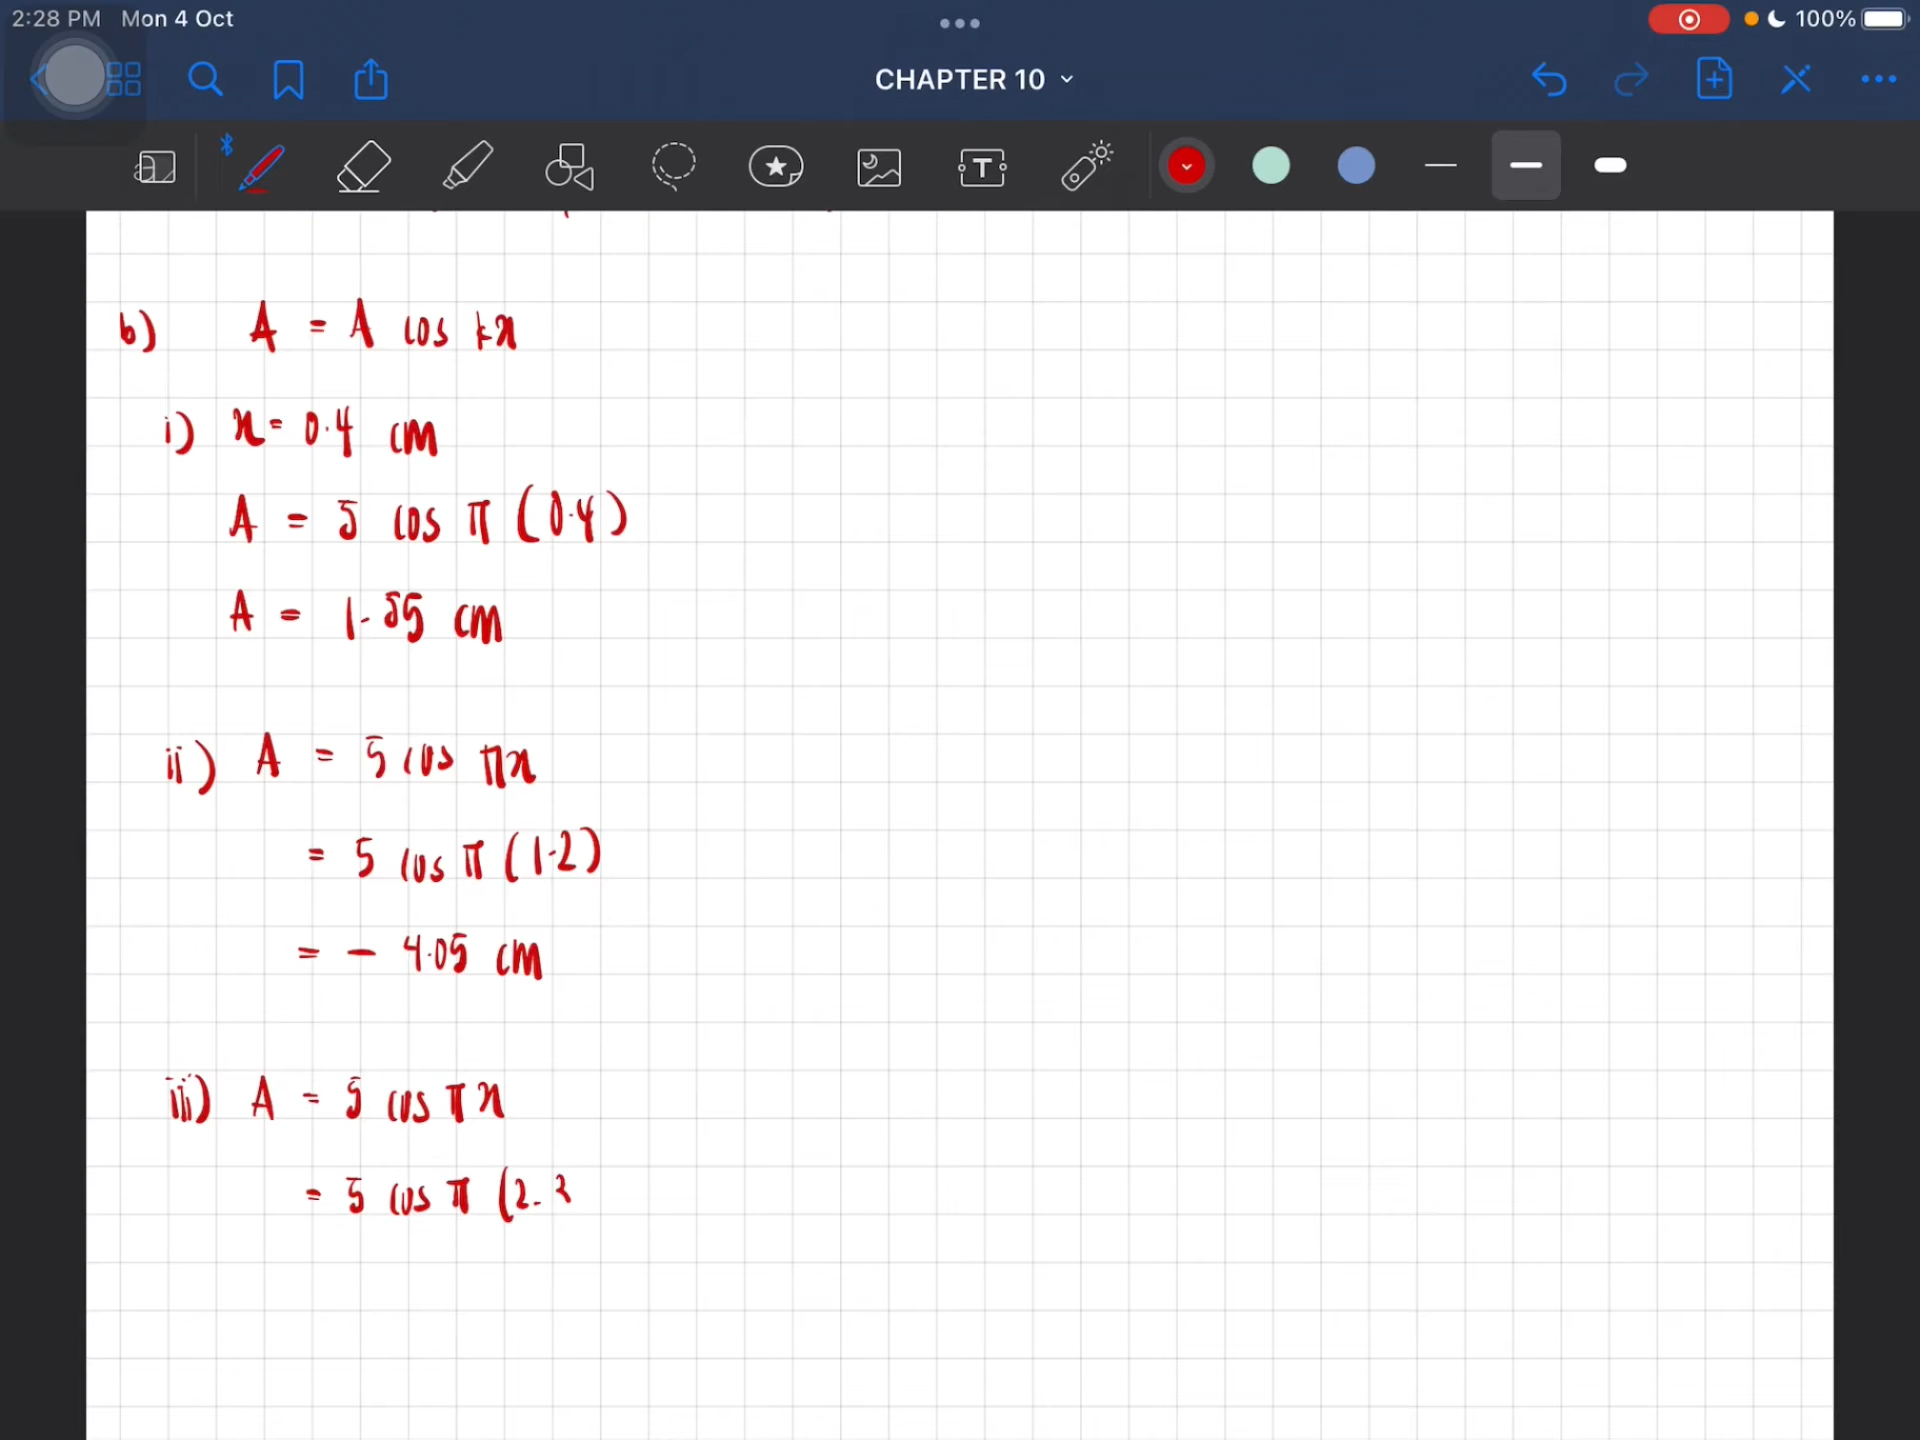 2:28 PM Mon 4 Oct
100%
CHAPTER 10
T
b) A = A cos kx
i) x = 0.4 cm
A = 5 cos π (0.4)
A = 1.55 cm
ii) A = 5 cos πx
= 5 cos π (1.2)
= - 4.05 cm
iii) A = 5 cos π x
= 5 cos π (2.3